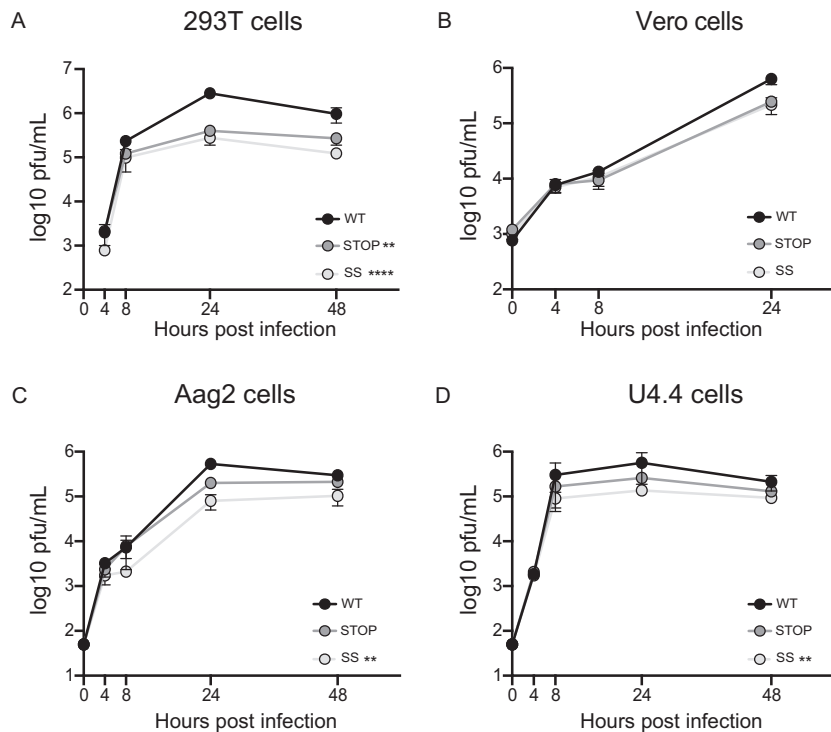 A
293T cells
7
6
5
4
3
2
log10 pfu/mL
WT
STOP **
SS ****
0 4 8 24 48
Hours post infection
B
Vero cells
6
5
4
3
2
log10 pfu/mL
WT
STOP
SS
0 4 8 24
Hours post infection
C
Aag2 cells
6
5
4
3
2
1
log10 pfu/mL
WT
STOP
SS **
0 4 8 24 48
Hours post infection
D
U4.4 cells
6
5
4
3
2
1
log10 pfu/mL
WT
STOP
SS **
0 4 8 24 48
Hours post infection